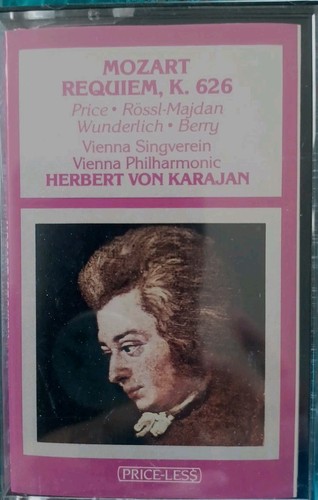 MOZART
REQUIEM, K. 626
Price • Rössl-Majdan
Wunderlich • Berry
Vienna Singverein
Vienna Philharmonic
HERBERT VON KARAJAN
PRICE-LESS